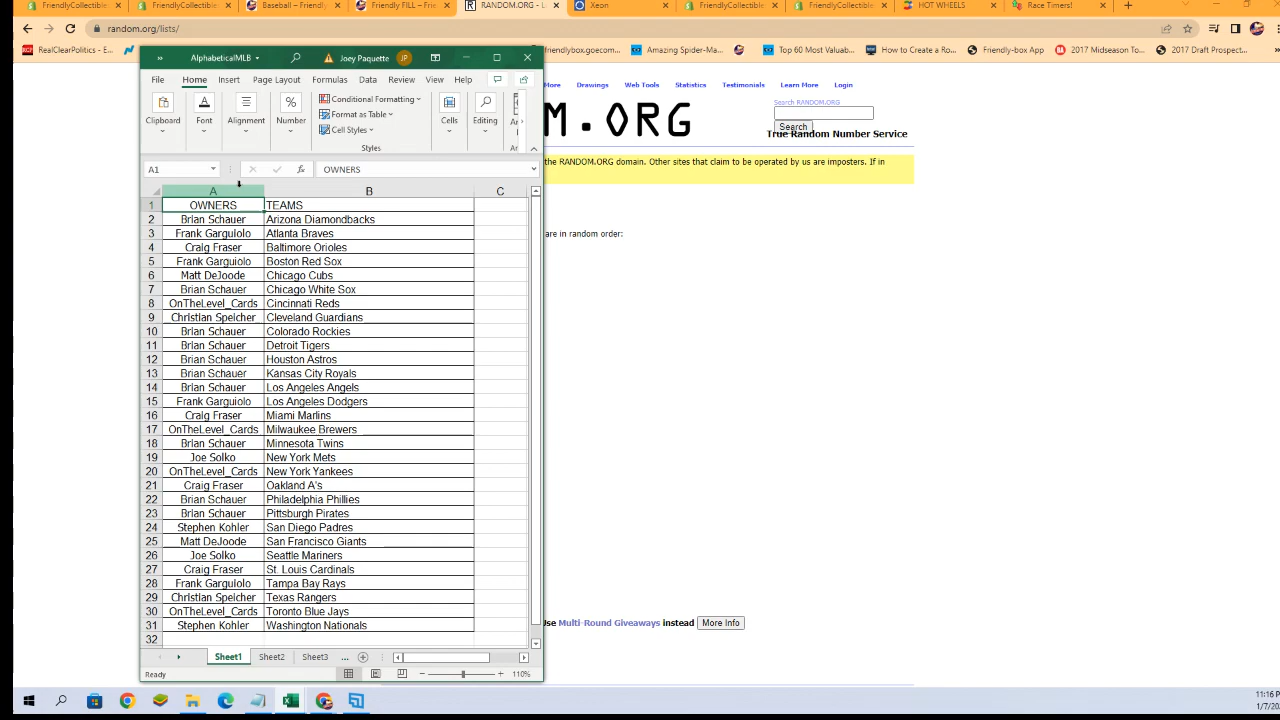 FriendlyCollectible
FriendlyCollectible
Baseball – Friendly
Friendly FILL – Frie
RANDOM.ORG - L
Xeon
FriendlyCollectible
FriendlyCollectible
HOT WHEELS
Race Timers!
random.org/lists/
RealClearPolitics - E...
friendlybox.goecom...
Amazing Spider-Ma...
Top 60 Most Valuab...
How to Create a Ro...
Friendly-box App
2017 Midsomon To...
2017 Draft Projec...
AlphabeticalMLB
Joey Paquette
JP
File
Home
Insert
Page Layout
Formulas
Data
Review
View
Help
Clipboard
Font
Alignment
Number
Conditional Formatting
Format as Table
Cell Styles
Styles
Cells
Editing
A1
OWNERS
A B C
1 OWNERS TEAMS
2 Brian Schauer Arizona Diamondbacks
3 Frank Garguiolo Atlanta Braves
4 Craig Fraser Baltimore Orioles
5 Frank Garguiolo Boston Red Sox
6 Matt DeJoode Chicago Cubs
7 Brian Schauer Chicago White Sox
8 OnTheLevel_Cards Cincinnati Reds
9 Christian Speicher Cleveland Guardians
10 Brian Schauer Colorado Rockies
11 Brian Schauer Detroit Tigers
12 Brian Schauer Houston Astros
13 Brian Schauer Kansas City Royals
14 Brian Schauer Los Angeles Angels
15 Frank Garguiolo Los Angeles Dodgers
16 Craig Fraser Miami Marlins
17 OnTheLevel_Cards Milwaukee Brewers
18 Brian Schauer Minnesota Twins
19 Joe Solko New York Mets
20 OnTheLevel_Cards New York Yankees
21 Craig Fraser Oakland A's
22 Brian Schauer Philadelphia Phillies
23 Brian Schauer Pittsburgh Pirates
24 Stephen Kohler San Diego Padres
25 Matt DeJoode San Francisco Giants
26 Joe Solko Seattle Mariners
27 Craig Fraser St. Louis Cardinals
28 Frank Garguiolo Tampa Bay Rays
29 Christian Speicher Texas Rangers
30 OnTheLevel_Cards Toronto Blue Jays
31 Stephen Kohler Washington Nationals
32
Sheet1
Sheet2
Sheet3
...
Ready
110%
More
Drawings
Web Tools
Statistics
Testimonials
Learn More
Login
M.ORG
Search RANDOM.ORG
Search
True Random Number Service
the RANDOM.ORG domain. Other sites that claim to be operated by us are imposters. If in
are in random order:
Use Multi-Round Giveaways instead
More Info
11:16 P
1/7/20